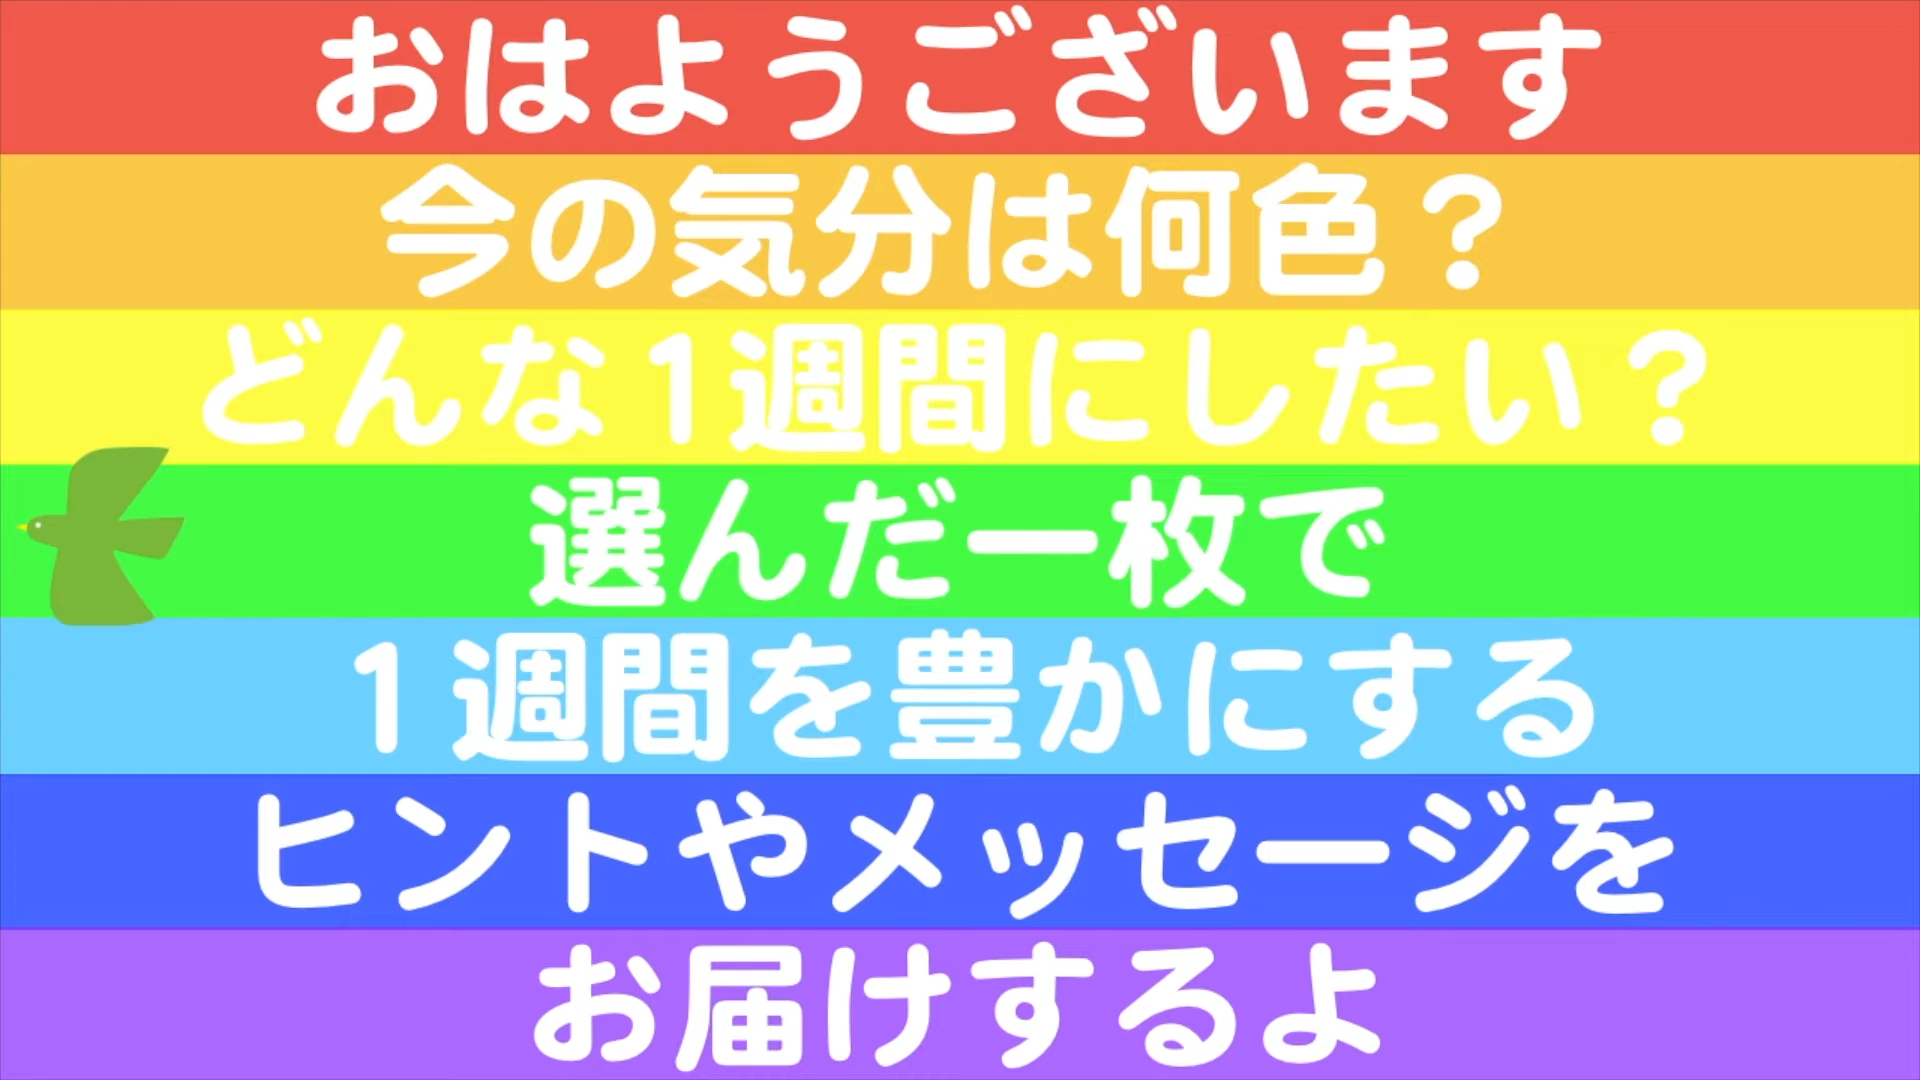 おはようございます
今の気分は何色？
どんな1週間にしたい？
選んだ一枚で
1週間を豊かにする
ヒントやメッセージを
お届けするよ